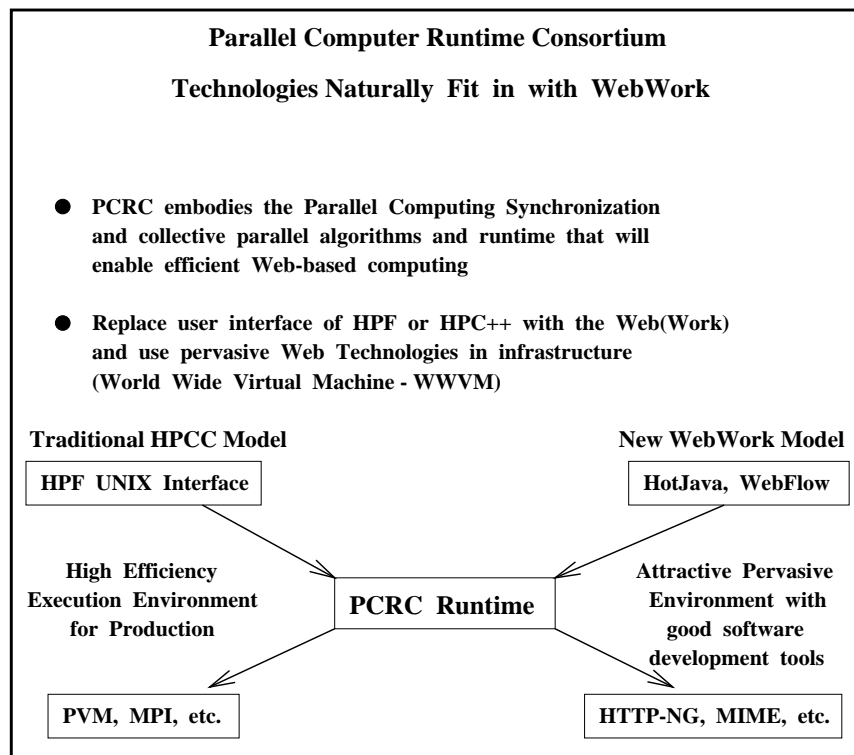 Parallel Computer Runtime Consortium
Technologies Naturally Fit in with WebWork
● PCRC embodies the Parallel Computing Synchronization
and collective parallel algorithms and runtime that will
enable efficient Web-based computing
● Replace user interface of HPF or HPC++ with the Web(Work)
and use pervasive Web Technologies in infrastructure
(World Wide Virtual Machine - WWVM)
Traditional HPCC Model
New WebWork Model
HPF UNIX Interface
HotJava, WebFlow
High Efficiency
Execution Environment
for Production
PCRC Runtime
Attractive Pervasive
Environment with
good software
development tools
PVM, MPI, etc.
HTTP-NG, MIME, etc.